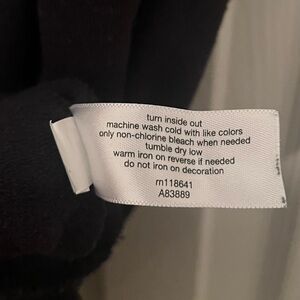 turn inside out
machine wash cold with like colors
only non-chlorine bleach when needed
tumble dry low
warm iron on reverse if needed
do not iron on decoration
rn118641
A83889